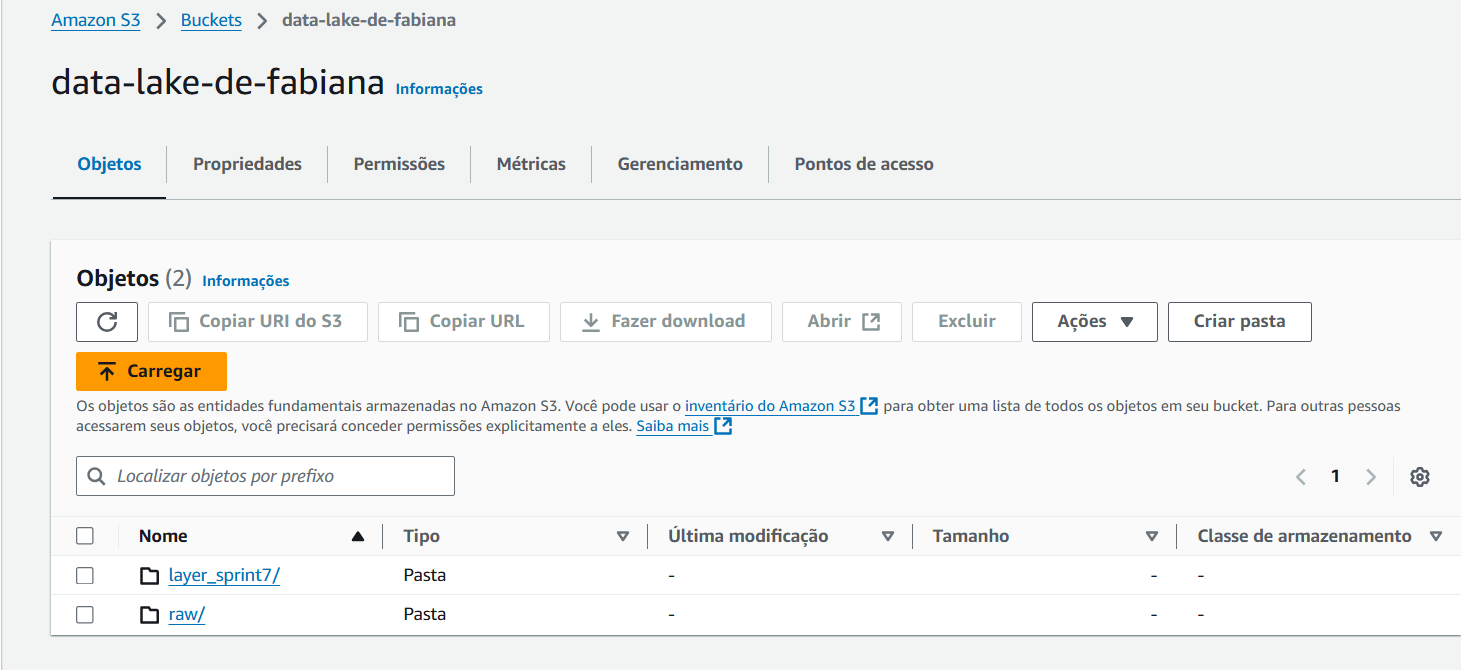 Amazon S3 > Buckets > data-lake-de-fabiana
data-lake-de-fabiana Informações
Objetos Propriedades Permissões Métricas Gerenciamento Pontos de acesso
Objetos (2) Informações
Copiar URI do S3 Copiar URL Fazer download Abrir Excluir Ações Criar pasta
Carregar
Os objetos são as entidades fundamentais armazenadas no Amazon S3. Você pode usar o inventário do Amazon S3 para obter uma lista de todos os objetos em seu bucket. Para outras pessoas
acessarem seus objetos, você precisará conceder permissões explicitamente a eles. Saiba mais
Localizar objetos por prefixo
1
Nome Tipo Última modificação Tamanho Classe de armazenamento
layer_sprint7/ Pasta - - -
raw/ Pasta - - -